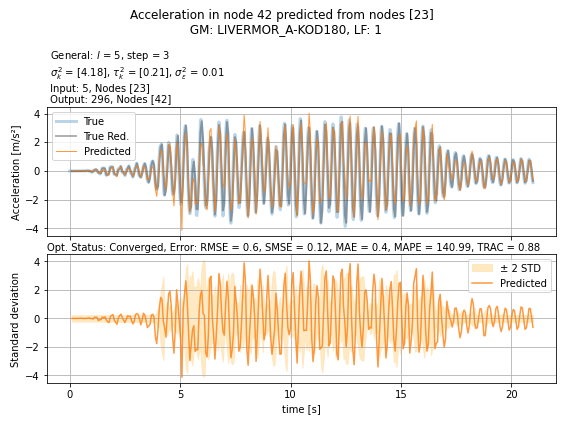 Acceleration in node 42 predicted from nodes [23]
GM: LIVERMOR_A-KOD180, LF: 1
General: l = 5, step = 3
σ²ₖ = [4.18], τ²ₖ = [0.21], σ²ε = 0.01
Input: 5, Nodes [23]
Output: 296, Nodes [42]
Acceleration [m/s²]
4
2
0
−2
−4
True
True Red.
Predicted
Opt. Status: Converged, Error: RMSE = 0.6, SMSE = 0.12, MAE = 0.4, MAPE = 140.99, TRAC = 0.88
Standard deviation
4
2
0
−2
−4
± 2 STD
Predicted
0 5 10 15 20
time [s]